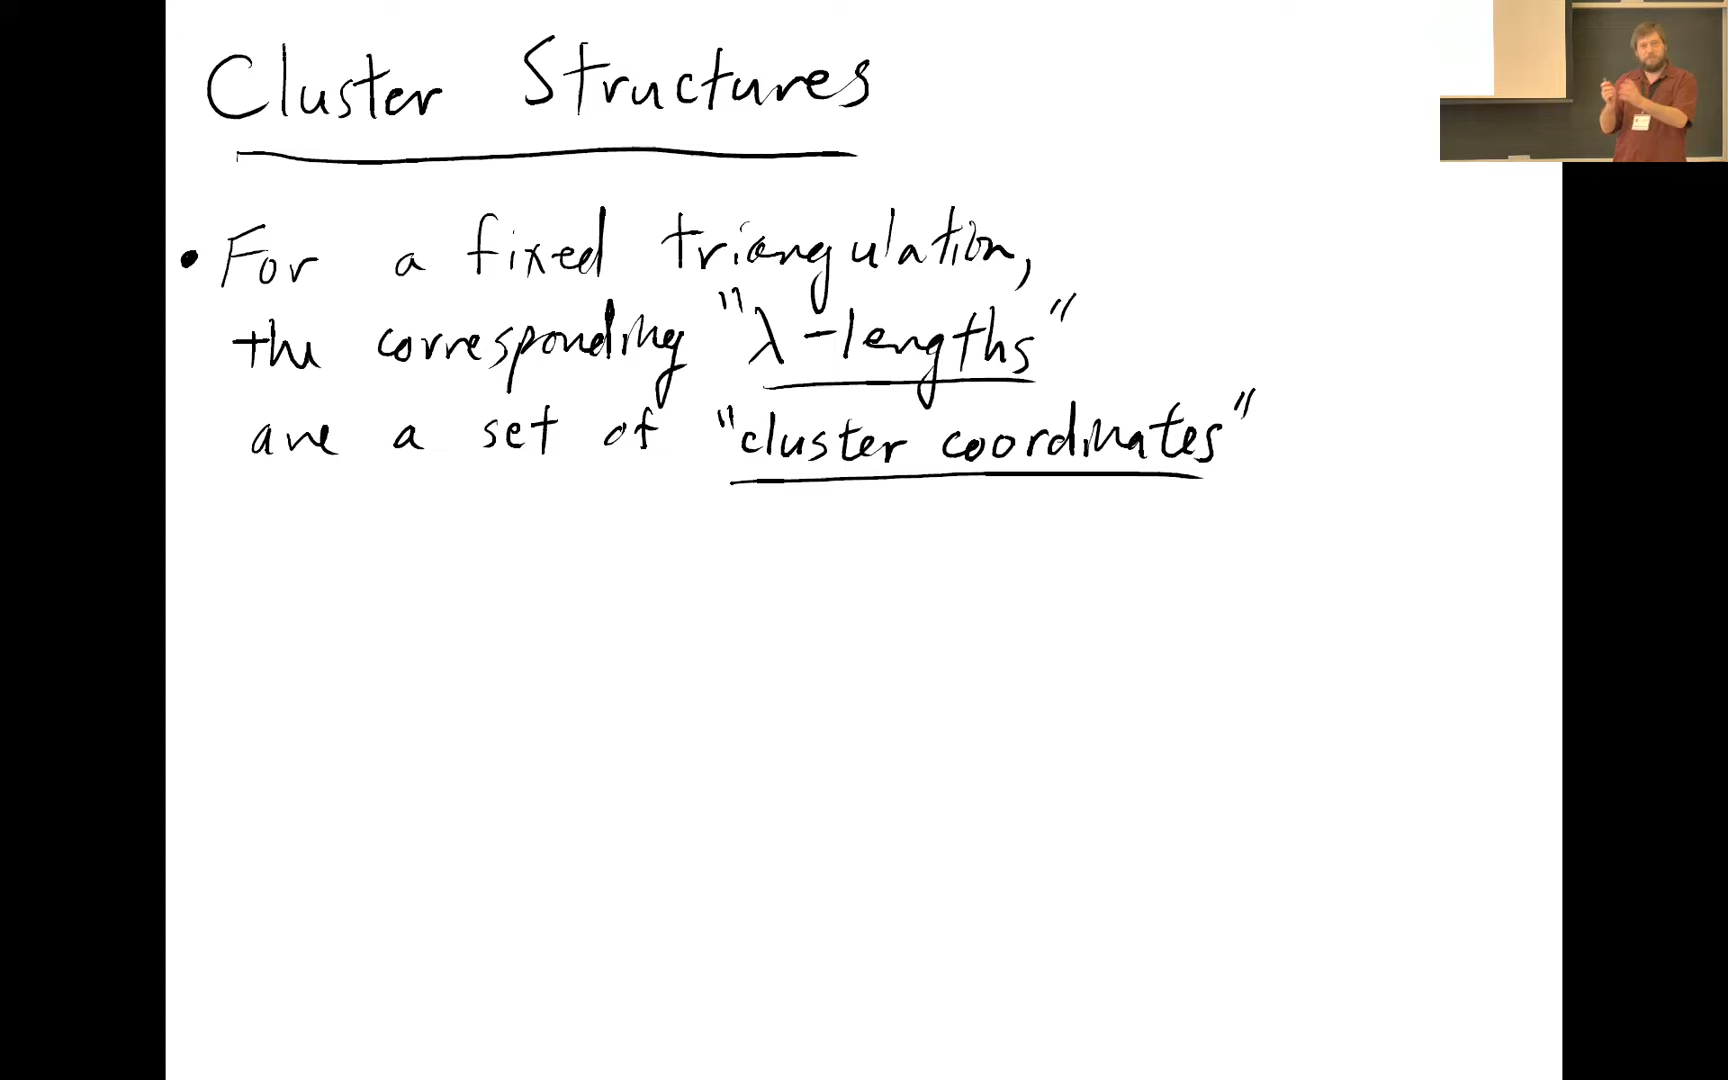 Cluster Structures
• For a fixed triangulation,
the corresponding "λ-lengths"
are a set of "cluster coordinates"